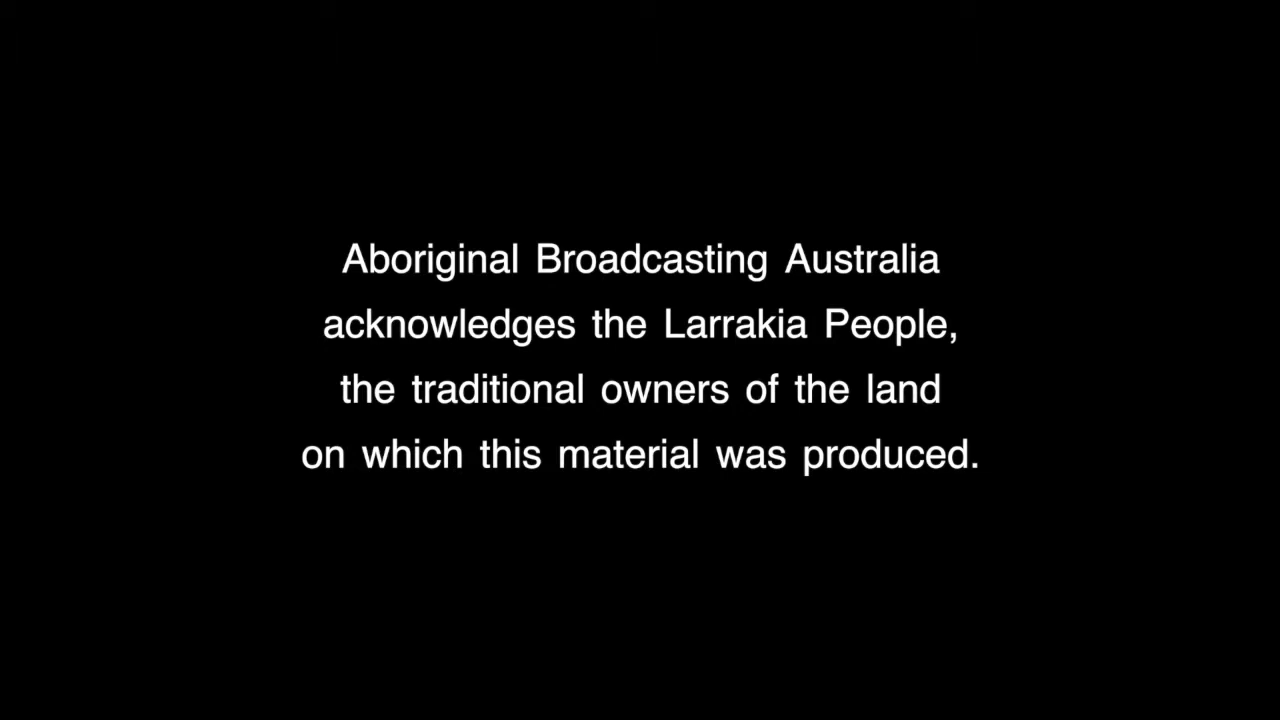 Aboriginal Broadcasting Australia
acknowledges the Larrakia People,
the traditional owners of the land
on which this material was produced.